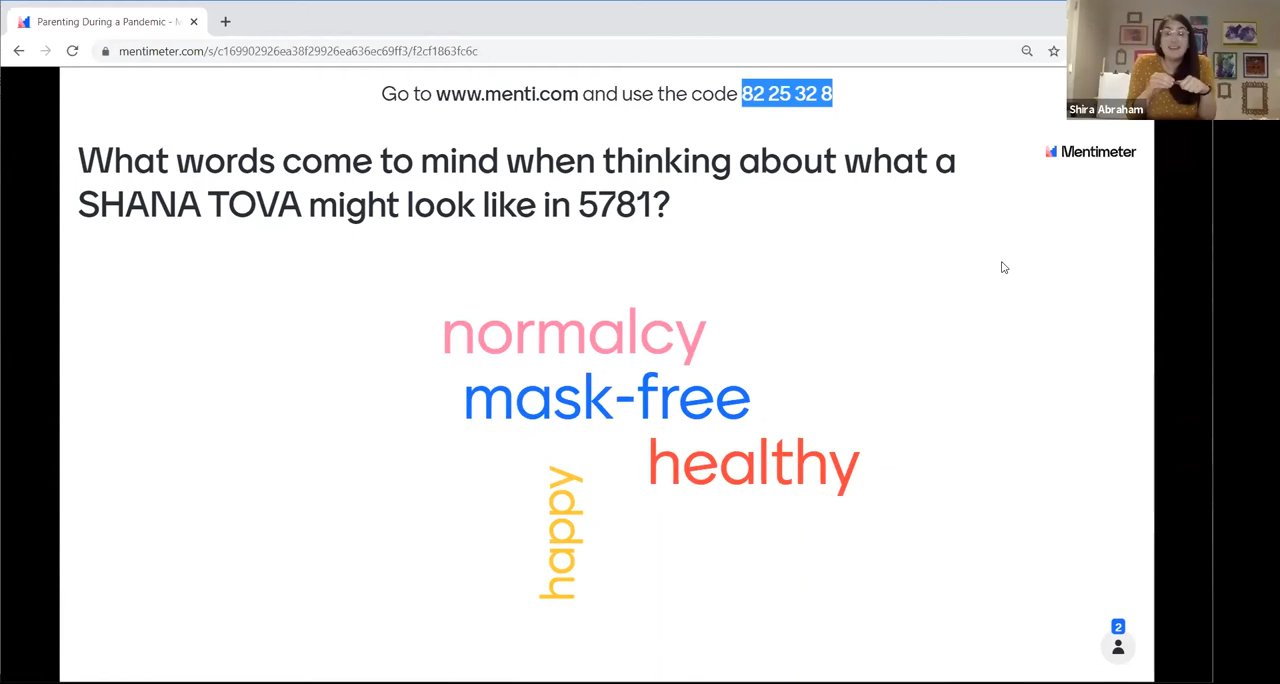 Parenting During a Pandemic - M
mentimeter.com/s/c169902926ea38f29926ea636ec69ff3/f2cf1863fc6c
Go to www.menti.com and use the code 82 25 32 8
Shira Abraham
What words come to mind when thinking about what a
SHANA TOVA might look like in 5781?
Mentimeter
normalcy
mask-free
healthy
happy
2